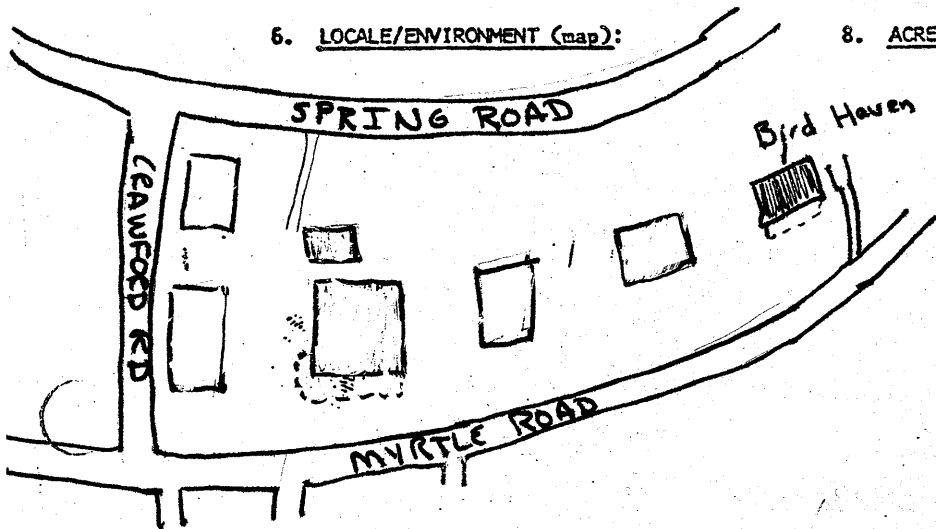 6. LOCALE/ENVIRONMENT (map):
8. ACRE
SPRING ROAD
Bird Haven
CRAWFORD RD
MYRTLE ROAD